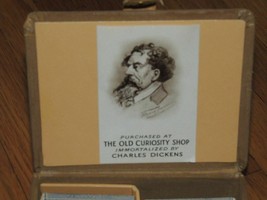 PURCHASED AT
THE OLD CURIOSITY SHOP
IMMORTALIZED BY
CHARLES DICKENS